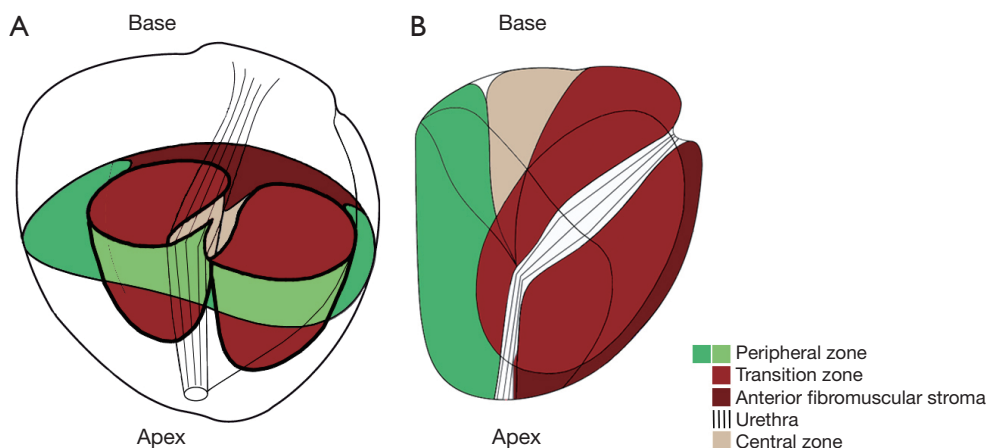 A
Base
Apex
B
Base
Apex
Peripheral zone
Transition zone
Anterior fibromuscular stroma
Urethra
Central zone